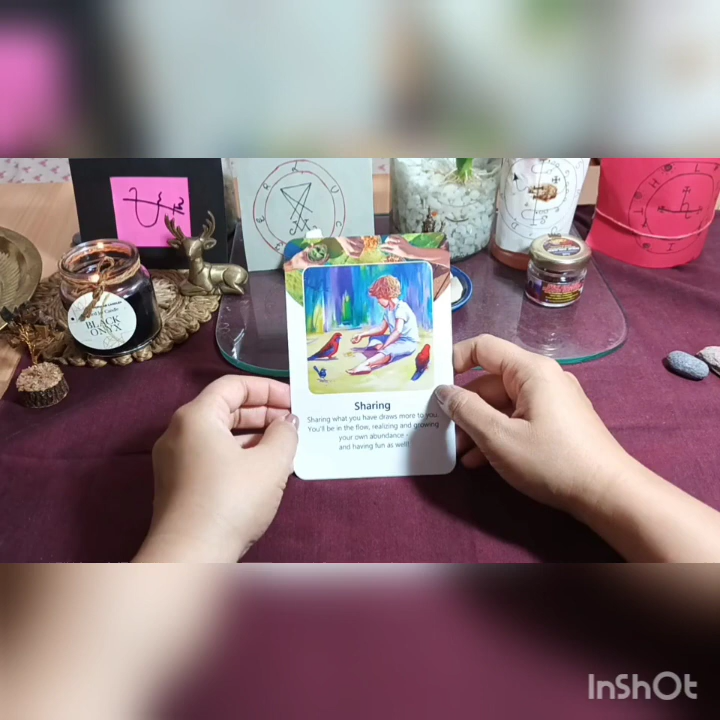 BLACK
ONYX
Sharing
Sharing what you have draws more to you.
You'll be in the flow, realizing and growing
your own abundance -
and having fun as well!
InShOt